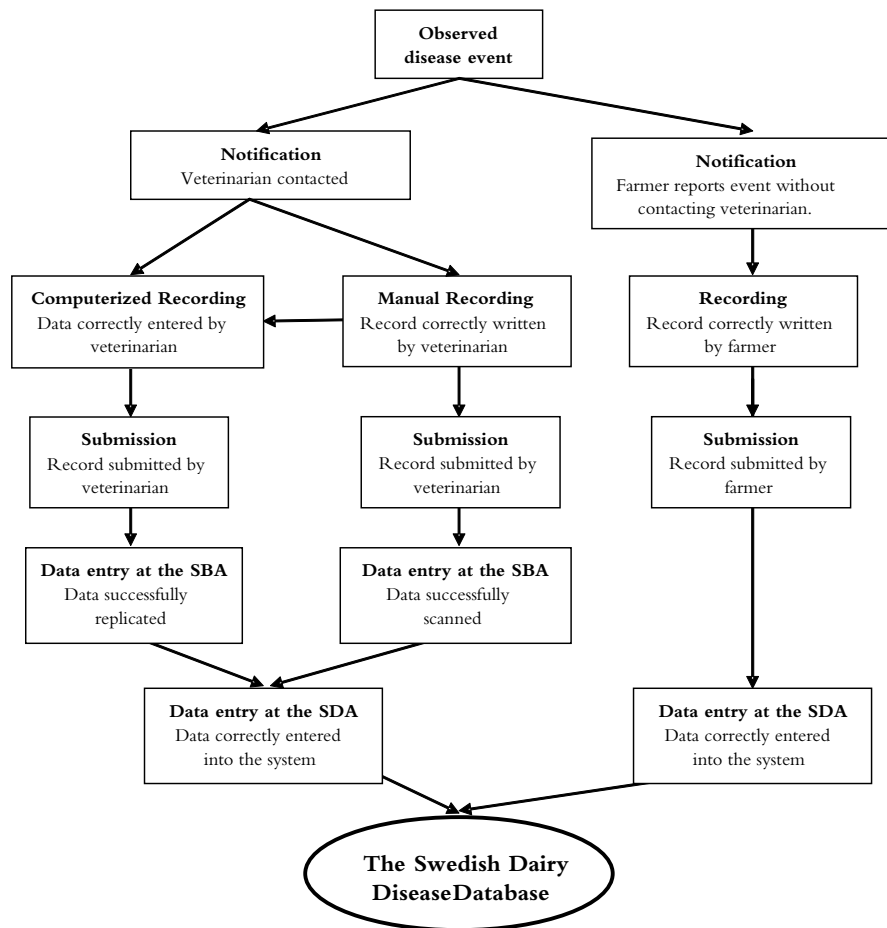 Observed
disease event
Notification
Veterinarian contacted
Notification
Farmer reports event without
contacting veterinarian.
Computerized Recording
Data correctly entered by
veterinarian
Manual Recording
Record correctly written
by veterinarian
Recording
Record correctly written
by farmer
Submission
Record submitted by
veterinarian
Submission
Record submitted by
veterinarian
Submission
Record submitted by
farmer
Data entry at the SBA
Data successfully
replicated
Data entry at the SBA
Data successfully
scanned
Data entry at the SDA
Data correctly entered
into the system
Data entry at the SDA
Data correctly entered
into the system
The Swedish Dairy
DiseaseDatabase